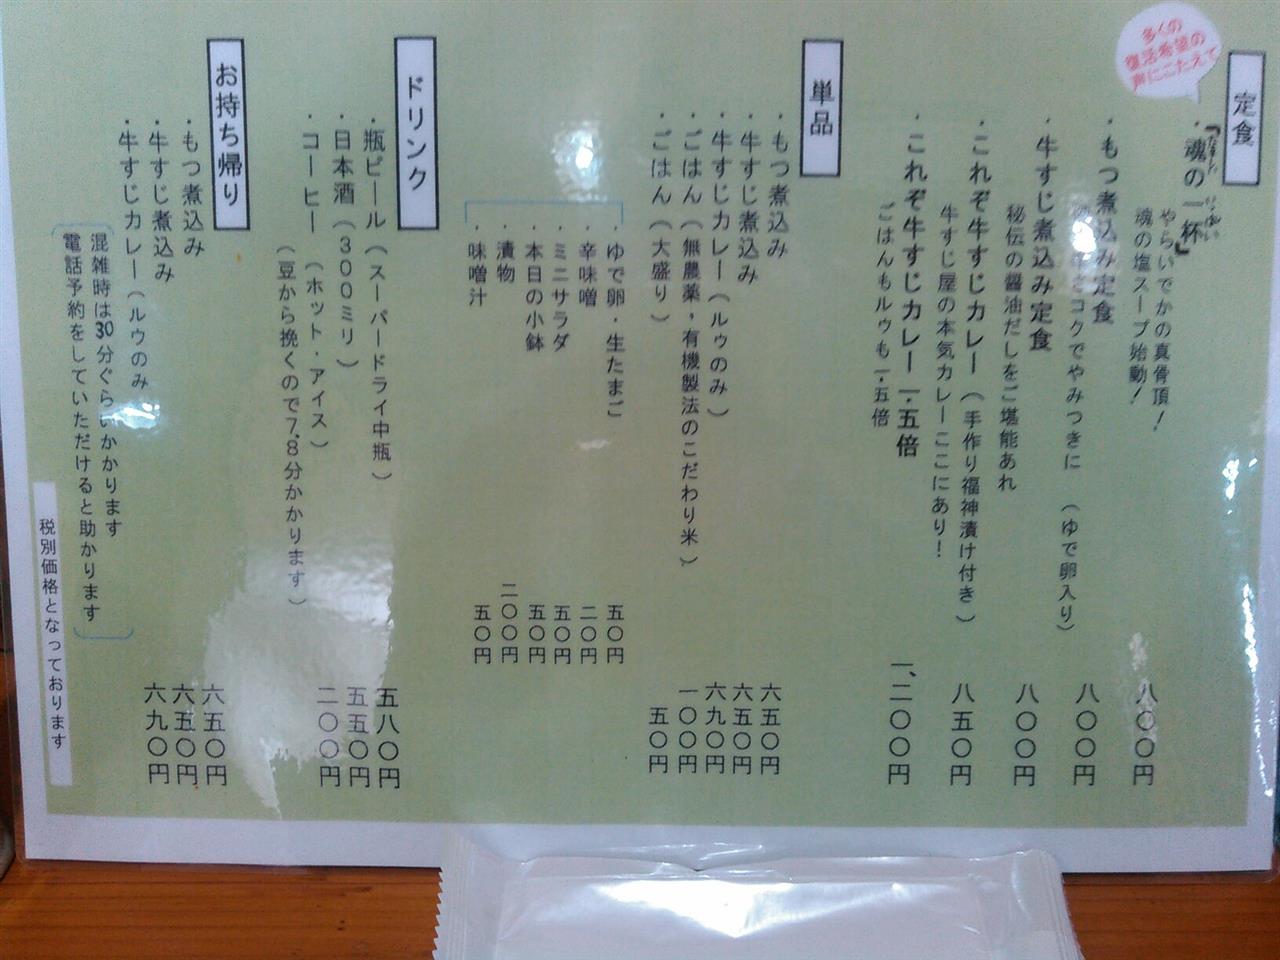 定食
多くの
復活希望の
声にこたえて
・『魂の一杯』
たましい
やらいでかの真骨頂！
魂の塩スープ始動！
八〇〇円
・もつ煮込み定食
コクでやみつきに （ゆで卵入り）
八〇〇円
・牛すじ煮込み定食
秘伝の醤油だしをご堪能あれ
八〇〇円
・これぞ牛すじカレー（手作り福神漬け付き）
牛すじ屋の本気カレーここにあり！
八五〇円
・これぞ牛すじカレー一・五倍
ごはんもルゥも一・五倍
一、二〇〇円
単品
・もつ煮込み 六五〇円
・牛すじ煮込み 六五〇円
・牛すじカレー（ルゥのみ） 六九〇円
・ごはん（無農薬・有機製法のこだわり米） 一〇〇円
・ごはん（大盛り） 五〇円
・ゆで卵・生たまご 五〇円
・辛味噌 二〇円
・ミニサラダ 五〇円
・本日の小鉢 五〇円
・漬物 二〇〇円
・味噌汁 五〇円
ドリンク
・瓶ビール（スーパードライ中瓶） 五八〇円
・日本酒（300ミリ） 五五〇円
・コーヒー （ホット・アイス） 二〇〇円
（豆から挽くので7.8分かかります）
お持ち帰り
・もつ煮込み 六五〇円
・牛すじ煮込み 六五〇円
・牛すじカレー（ルゥのみ 六九〇円
混雑時は30分ぐらいかかります
電話予約をしていただけると助かります
税別価格となっております